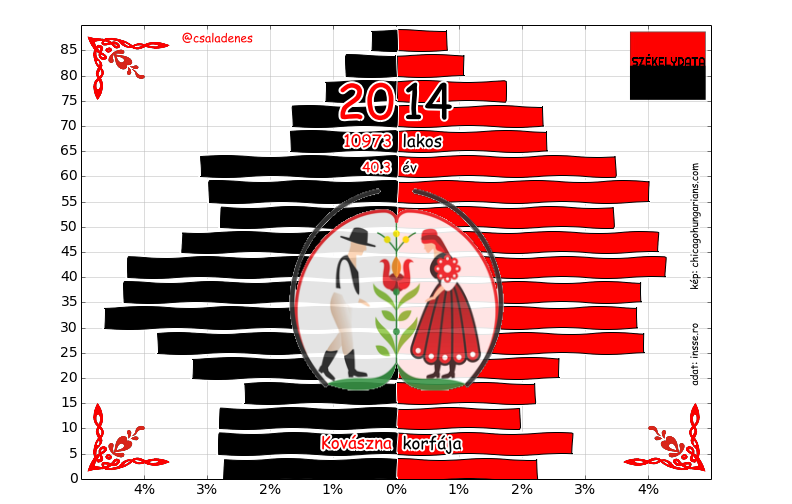 @csaladenes
SZÉKELYDATA
2014
10973 lakos
40.3 év
Kovászna korfája
kép: chicagohungarians.com
adat: insse.ro
85
80
75
70
65
60
55
50
45
40
35
30
25
20
15
10
5
0
4% 3% 2% 1% 0% 1% 2% 3% 4%